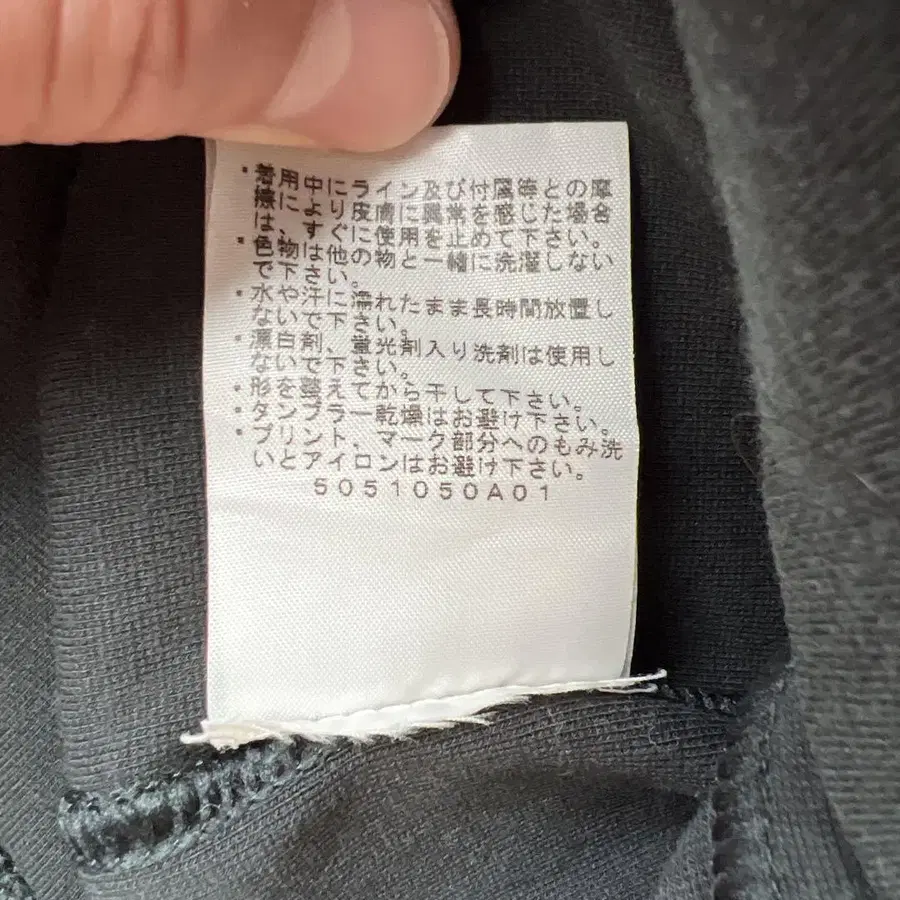 ・着用中にライン及び付属等との摩
擦により皮膚に異常を感じた場合
は、すぐに使用を止めて下さい。
・色物は他の物と一緒に洗濯しない
で下さい。
・水や汗に濡れたまま長時間放置し
ないで下さい。
・漂白剤、蛍光剤入り洗剤は使用し
ないで下さい。
・形を整えてから干して下さい。
・タンブラー乾燥はお避け下さい。
・プリント、マーク部分へのもみ洗
いとアイロンはお避け下さい。
5051050A01